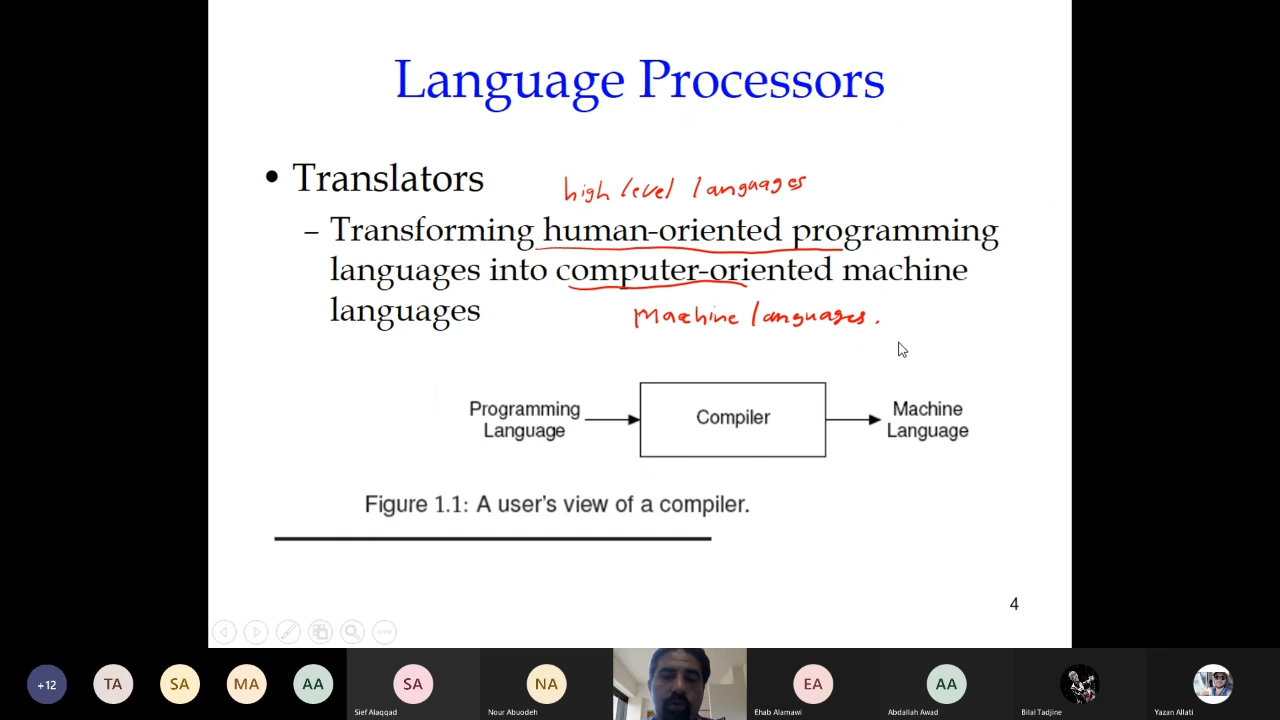 Language Processors
• Translators
high level languages
– Transforming human-oriented programming
languages into computer-oriented machine
languages
Machine languages.
Programming
Language
Compiler
Machine
Language
Figure 1.1: A user's view of a compiler.
4
+12
TA
SA
MA
AA
SA
Sief Alaqqad
NA
Nour Abuodeh
EA
Ehab Alamawi
AA
Abdallah Awad
Bilal Tadjine
Yazan Allati